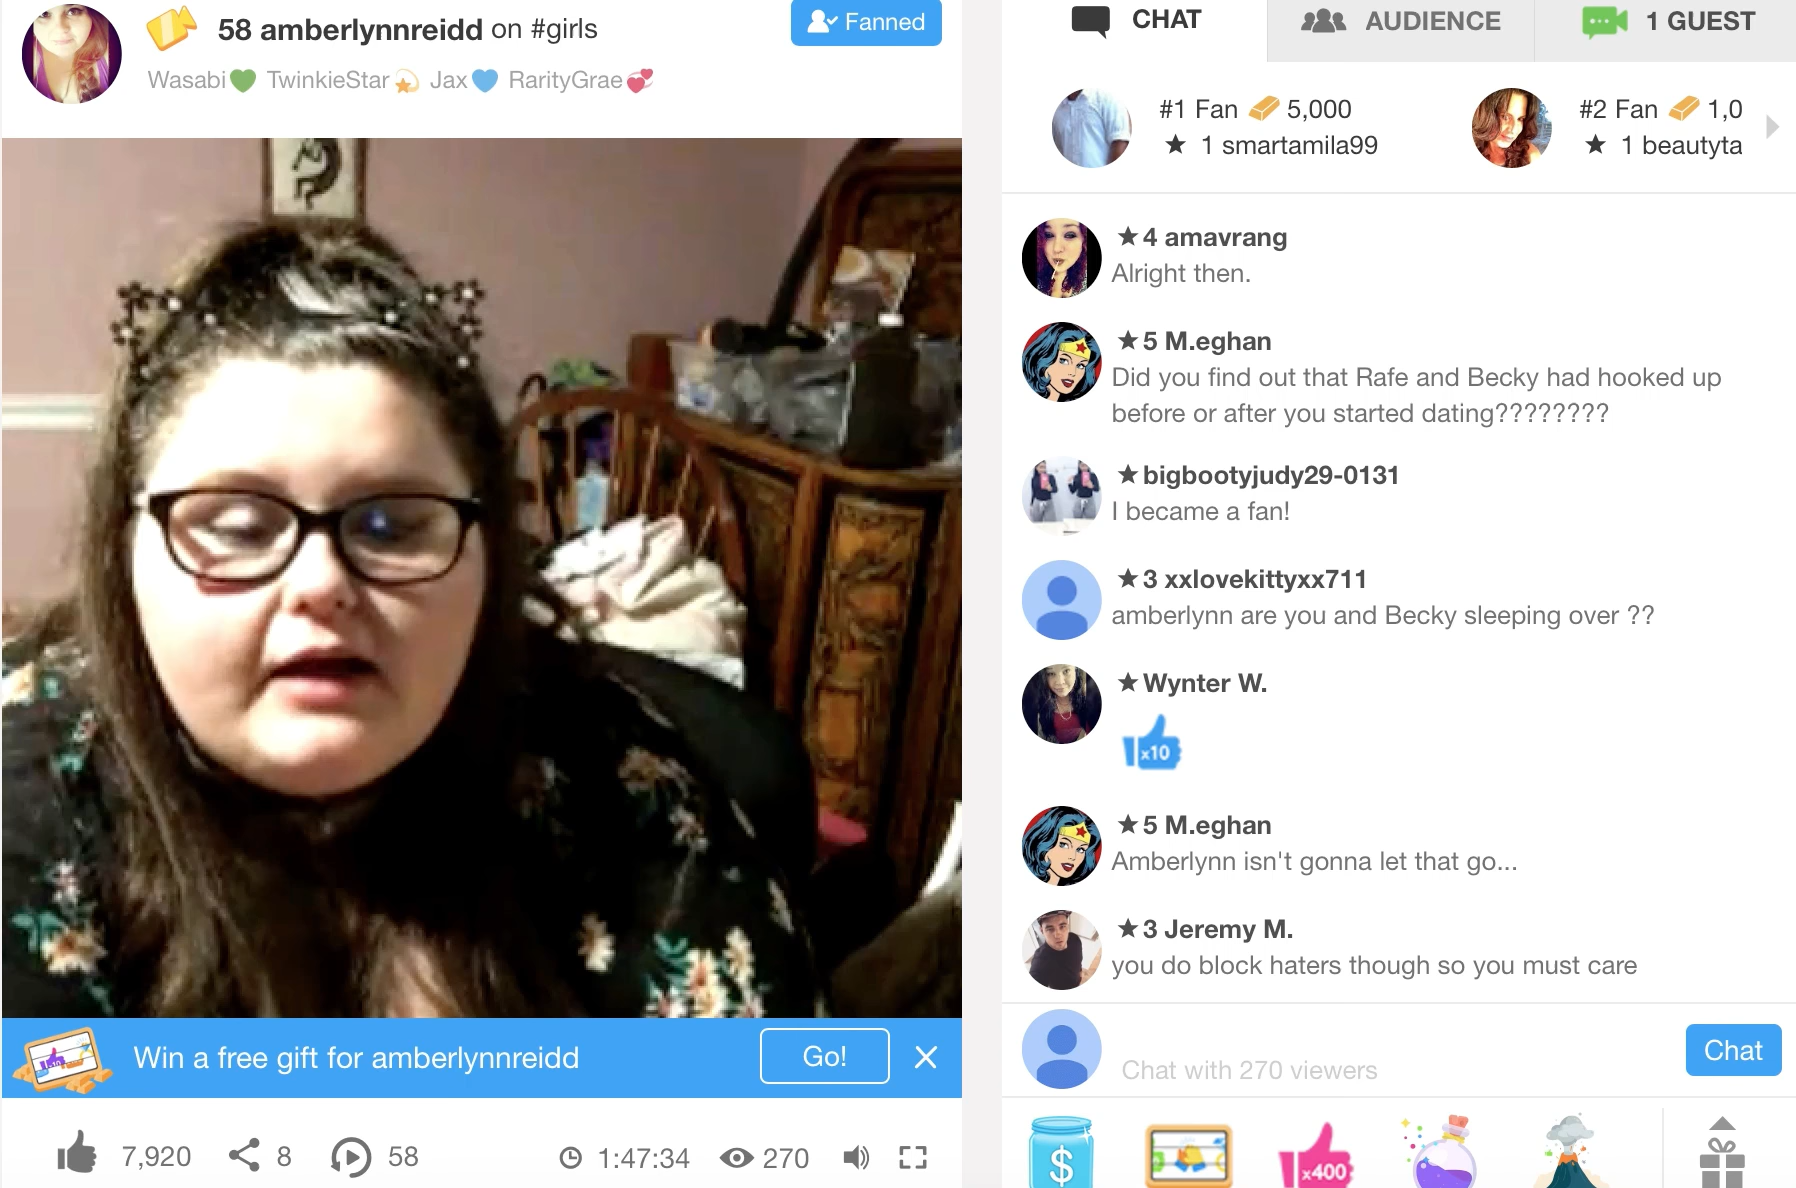 58 amberlynnreidd on #girls
Wasabi TwinkieStar Jax RarityGrae
Fanned
CHAT
AUDIENCE
1 GUEST
#1 Fan 5,000
1 smartamila99
#2 Fan 1,0
1 beautyta
4 amavrang
Alright then.
5 M.eghan
Did you find out that Rafe and Becky had hooked up
before or after you started dating????????
bigbootyjudy29-0131
I became a fan!
3 xxlovekittyxx711
amberlynn are you and Becky sleeping over ??
Wynter W.
x10
5 M.eghan
Amberlynn isn't gonna let that go...
3 Jeremy M.
you do block haters though so you must care
Win a free gift for amberlynnreidd
Go!
Chat with 270 viewers
Chat
7,920
8
58
1:47:34
270
$
x400